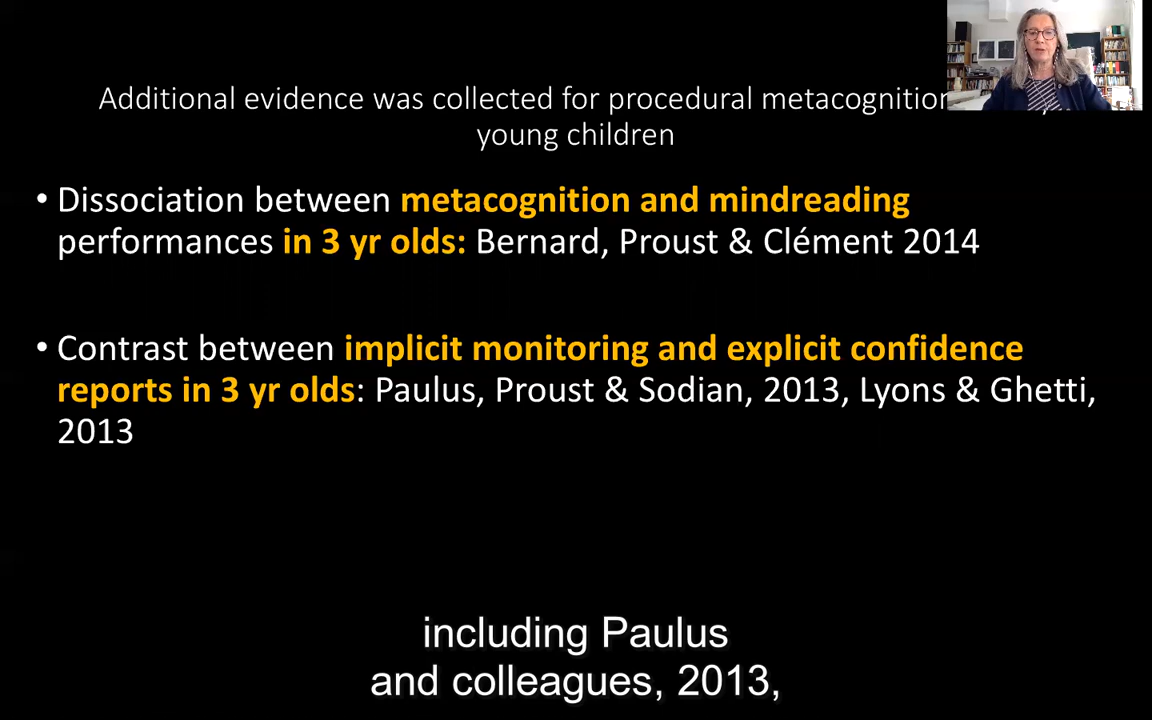 Additional evidence was collected for procedural metacognition
young children
• Dissociation between metacognition and mindreading
performances in 3 yr olds: Bernard, Proust & Clément 2014
• Contrast between implicit monitoring and explicit confidence
reports in 3 yr olds: Paulus, Proust & Sodian, 2013, Lyons & Ghetti,
2013
including Paulus
and colleagues, 2013,